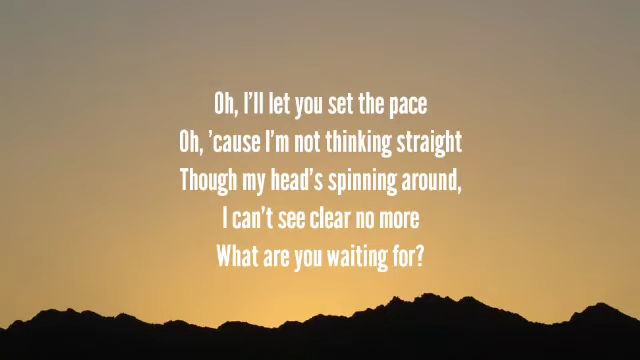 Oh, I'll let you set the pace
Oh, 'cause I'm not thinking straight
Though my head's spinning around,
I can't see clear no more
What are you waiting for?